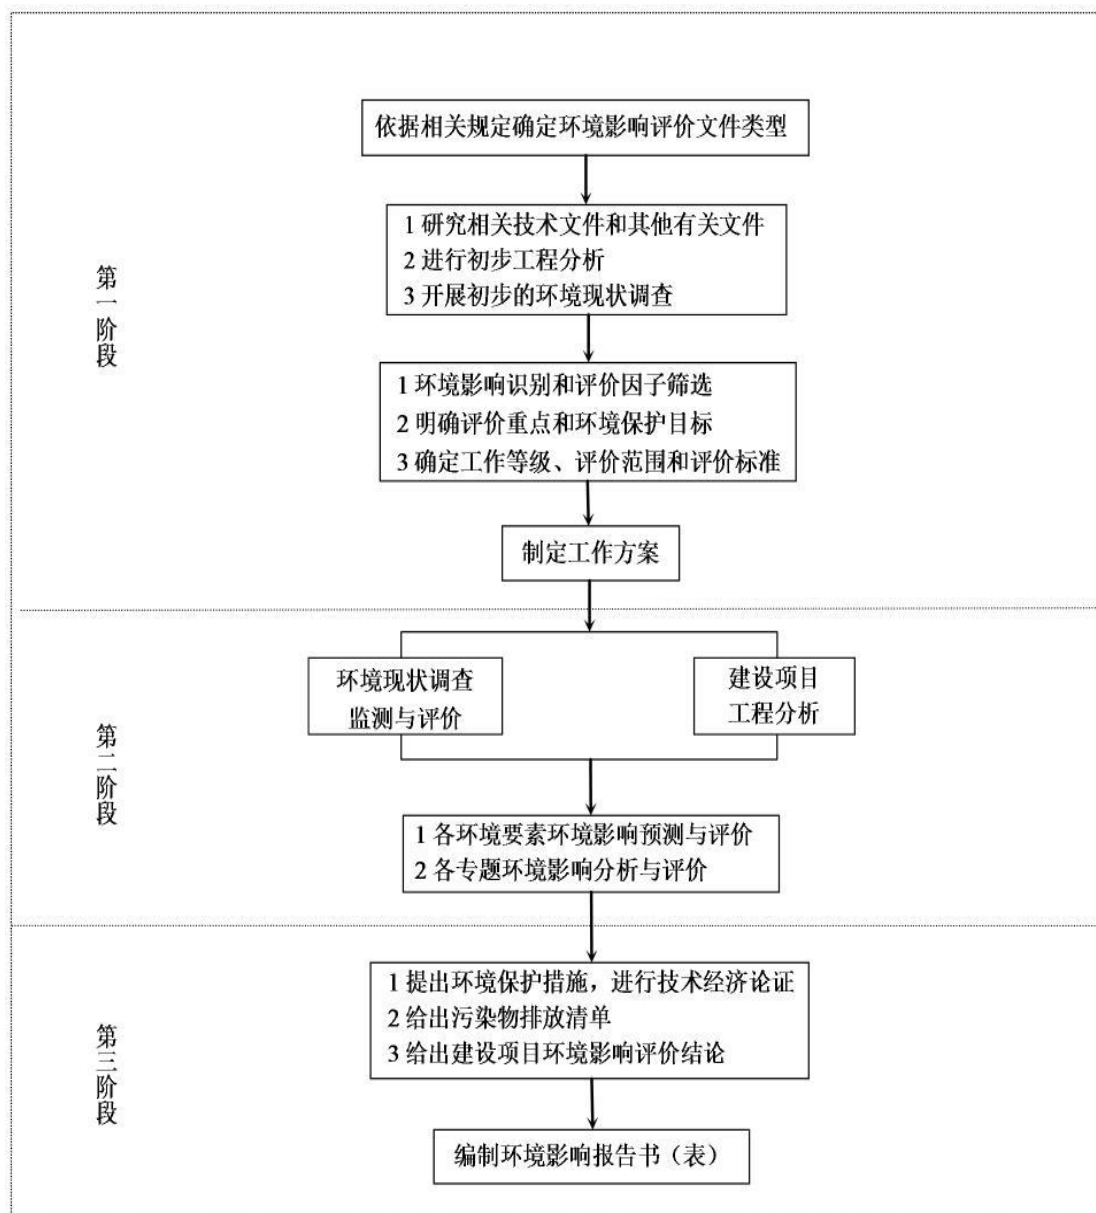 依据相关规定确定环境影响评价文件类型
1 研究相关技术文件和其他有关文件
2 进行初步工程分析
3 开展初步的环境现状调查
第一阶段
1 环境影响识别和评价因子筛选
2 明确评价重点和环境保护目标
3 确定工作等级、评价范围和评价标准
制定工作方案
环境现状调查
监测与评价
建设项目
工程分析
第二阶段
1 各环境要素环境影响预测与评价
2 各专题环境影响分析与评价
1 提出环境保护措施，进行技术经济论证
2 给出污染物排放清单
3 给出建设项目环境影响评价结论
第三阶段
编制环境影响报告书（表）